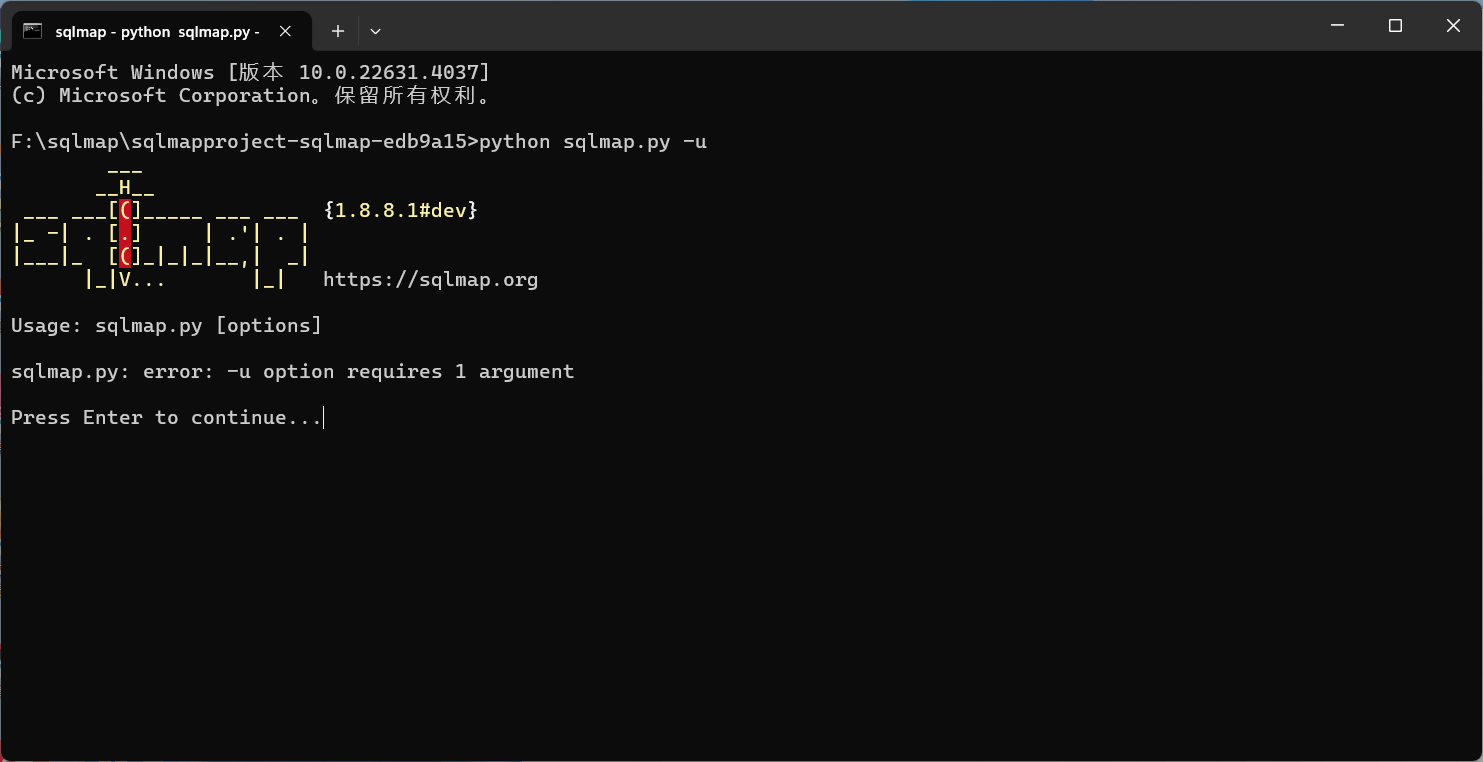 sqlmap - python  sqlmap.py -
Microsoft Windows [版本 10.0.22631.4037]
(c) Microsoft Corporation。保留所有权利。
F:\sqlmap\sqlmapproject-sqlmap-edb9a15>python sqlmap.py -u
        ___
       __H__
 ___ ___[(]_____ ___ ___  {1.8.8.1#dev}
|_ -| . [.]     | .'| . |
|___|_  [(]_|_|_|__,|  _|
      |_|V...       |_|   https://sqlmap.org
Usage: sqlmap.py [options]
sqlmap.py: error: -u option requires 1 argument
Press Enter to continue...